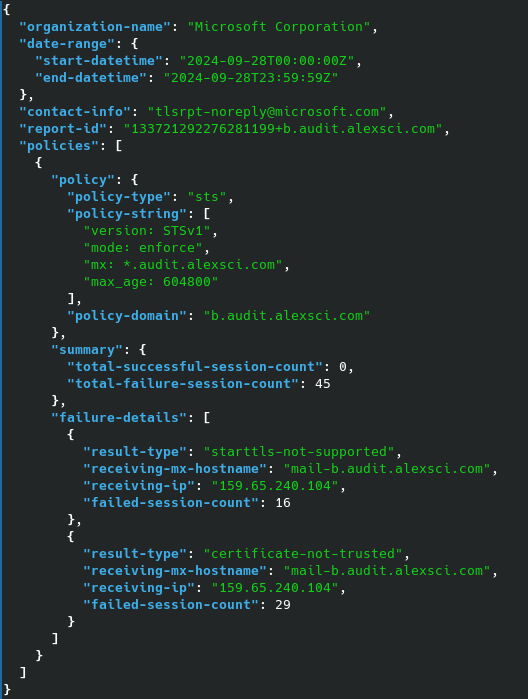 {
  "organization-name": "Microsoft Corporation",
  "date-range": {
    "start-datetime": "2024-09-28T00:00:00Z",
    "end-datetime": "2024-09-28T23:59:59Z"
  },
  "contact-info": "tlsrpt-noreply@microsoft.com",
  "report-id": "133721292276281199+b.audit.alexsci.com",
  "policies": [
    {
      "policy": {
        "policy-type": "sts",
        "policy-string": [
          "version: STSv1",
          "mode: enforce",
          "mx: *.audit.alexsci.com",
          "max_age: 604800"
        ],
        "policy-domain": "b.audit.alexsci.com"
      },
      "summary": {
        "total-successful-session-count": 0,
        "total-failure-session-count": 45
      },
      "failure-details": [
        {
          "result-type": "starttls-not-supported",
          "receiving-mx-hostname": "mail-b.audit.alexsci.com",
          "receiving-ip": "159.65.240.104",
          "failed-session-count": 16
        },
        {
          "result-type": "certificate-not-trusted",
          "receiving-mx-hostname": "mail-b.audit.alexsci.com",
          "receiving-ip": "159.65.240.104",
          "failed-session-count": 29
        }
      ]
    }
  ]
}